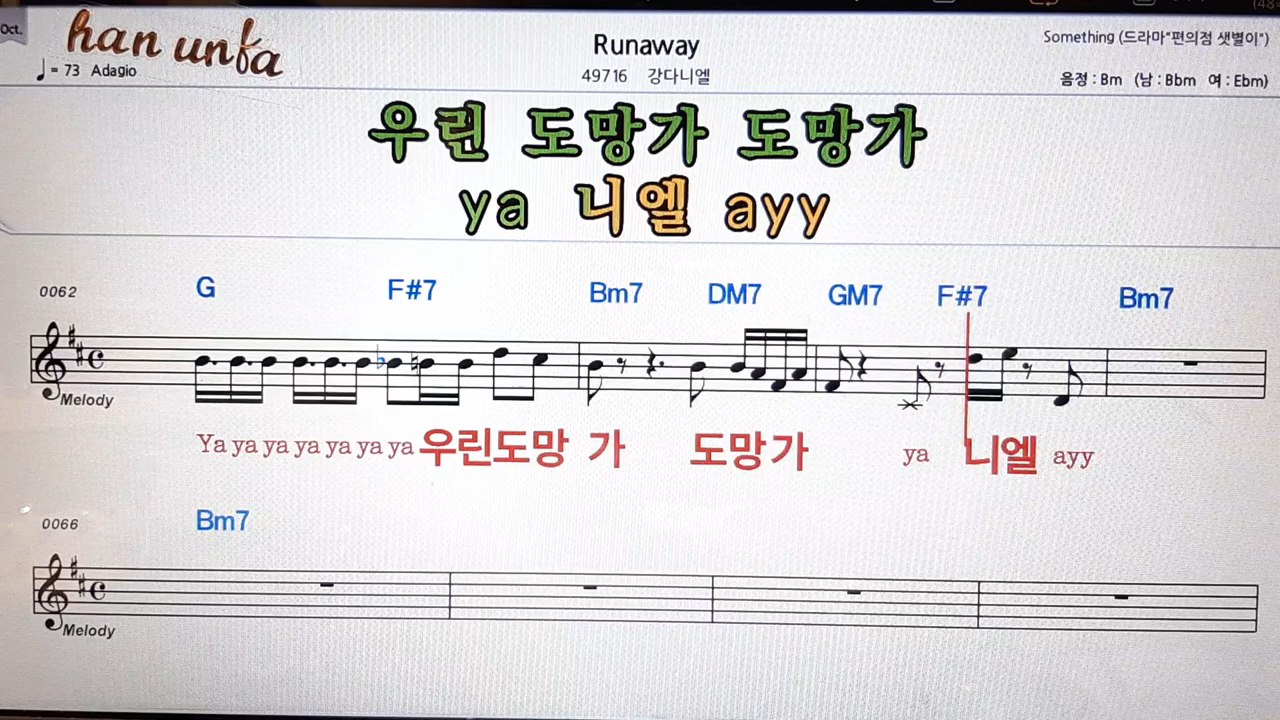 Oct.
han unfa
Runaway
Something (드라마"편의점 샛별이")
♩ = 73 Adagio
49716 강다니엘
음정 : Bm (남 : Bbm 여 : Ebm)
우린 도망가 도망가
ya 니엘 ayy
0062 G F#7 Bm7 DM7 GM7 F#7 Bm7
Melody
Ya ya ya ya ya ya ya 우린도망 가 도망가 ya 니엘 ayy
0066 Bm7
Melody